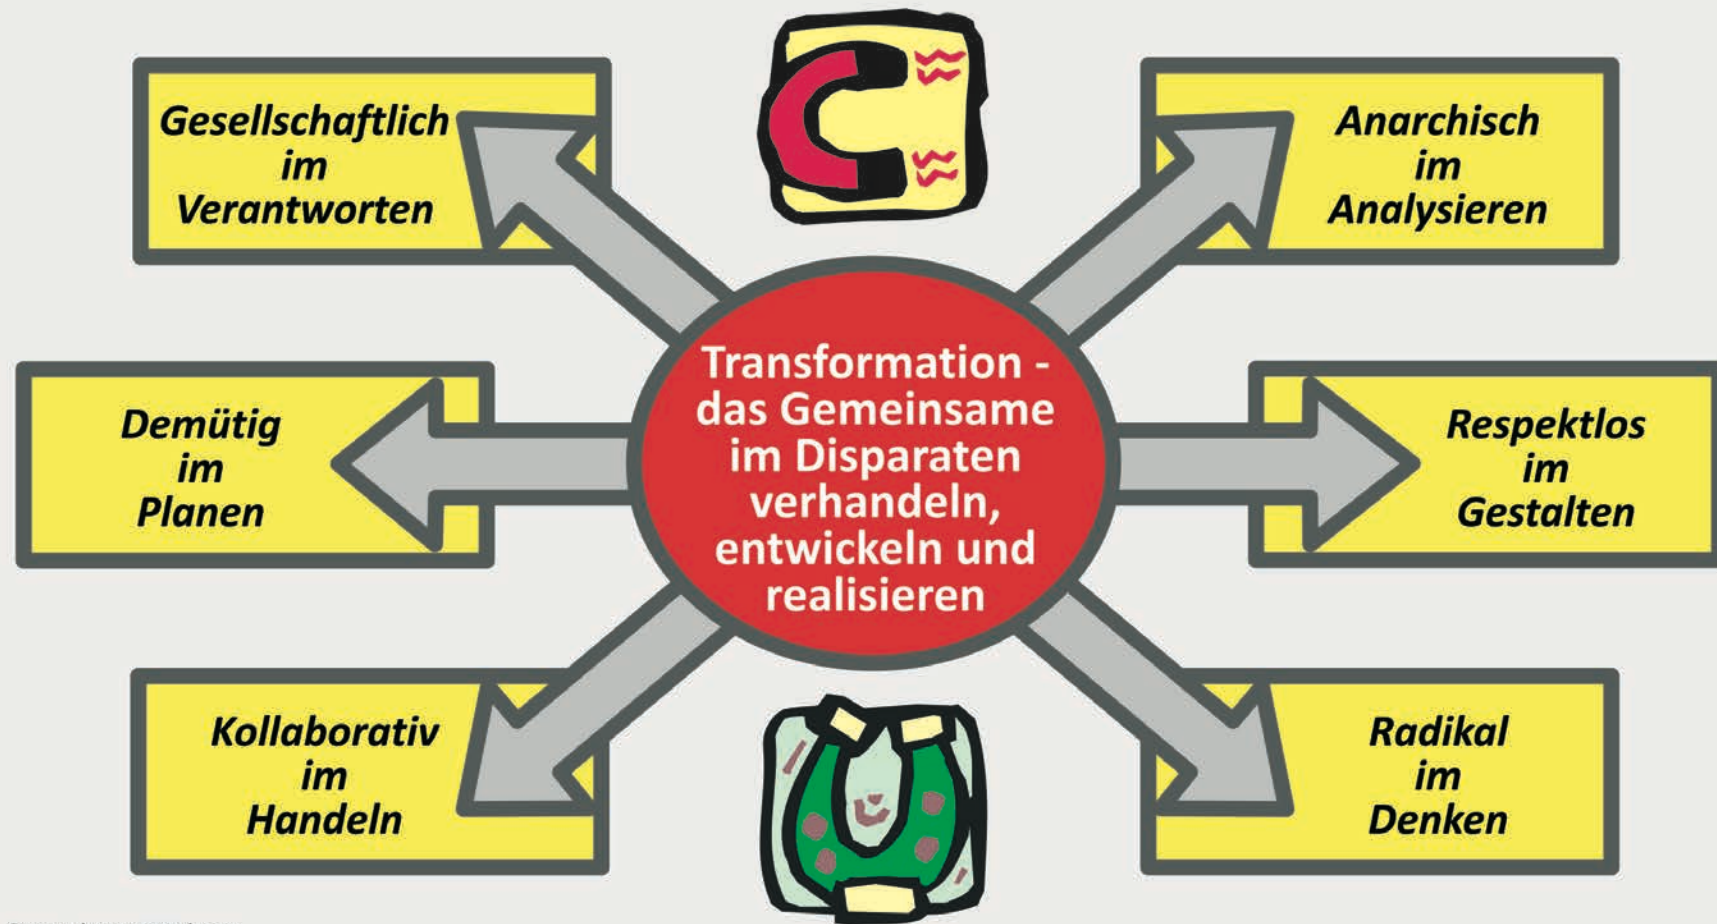 Gesellschaftlich
im
Verantworten
Anarchisch
im
Analysieren
Transformation -
das Gemeinsame
im Disparaten
verhandeln,
entwickeln und
realisieren
Demütig
im
Planen
Respektlos
im
Gestalten
Kollaborativ
im
Handeln
Radikal
im
Denken